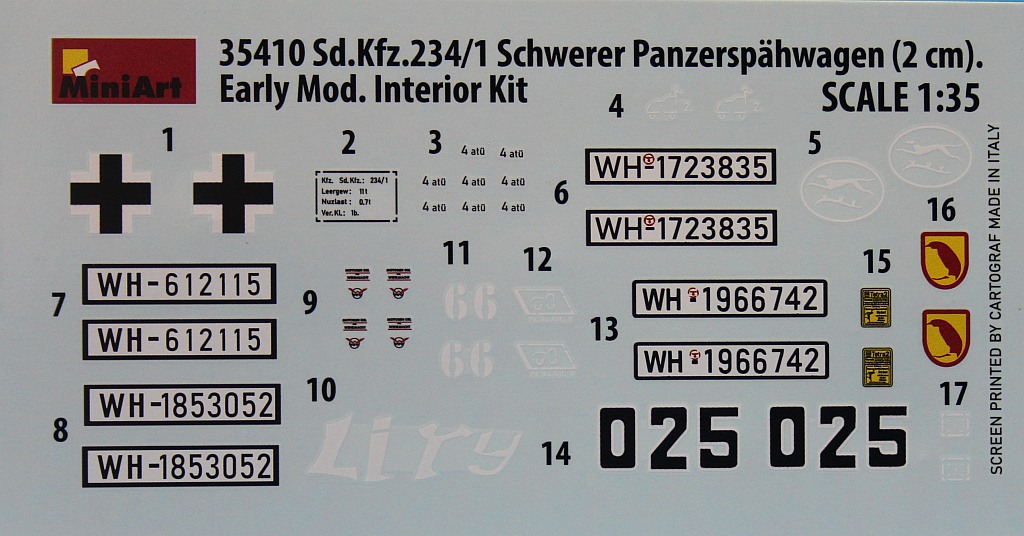 MiniArt
35410 Sd.Kfz.234/1 Schwerer Panzerspähwagen (2 cm).
Early Mod. Interior Kit
SCALE 1:35
1
2
Kfz. Sd.Kfz.: 234/1
Leergew: 11t
Nuzlast: 0,7t
Ver.KL: 1b.
3
4 atü 4 atü
4 atü 4 atü 4 atü
4 atü 4 atü 4 atü
4
5
6
WH-1723835
WH-1723835
7
WH-612115
WH-612115
8
WH-1853052
WH-1853052
9
10
Liry
11
66
66
12
13
WH-1966742
WH-1966742
14
025 025
15
16
17
SCREEN PRINTED BY CARTOGRAF MADE IN ITALY